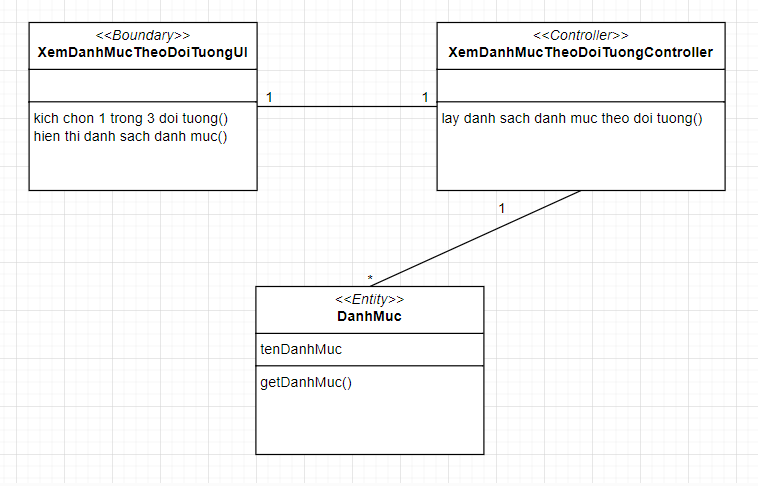 <<Boundary>>
XemDanhMucTheoDoiTuongUI
kich chon 1 trong 3 doi tuong()
hien thi danh sach danh muc()
1
1
<<Controller>>
XemDanhMucTheoDoiTuongController
lay danh sach danh muc theo doi tuong()
1
*
<<Entity>>
DanhMuc
tenDanhMuc
getDanhMuc()